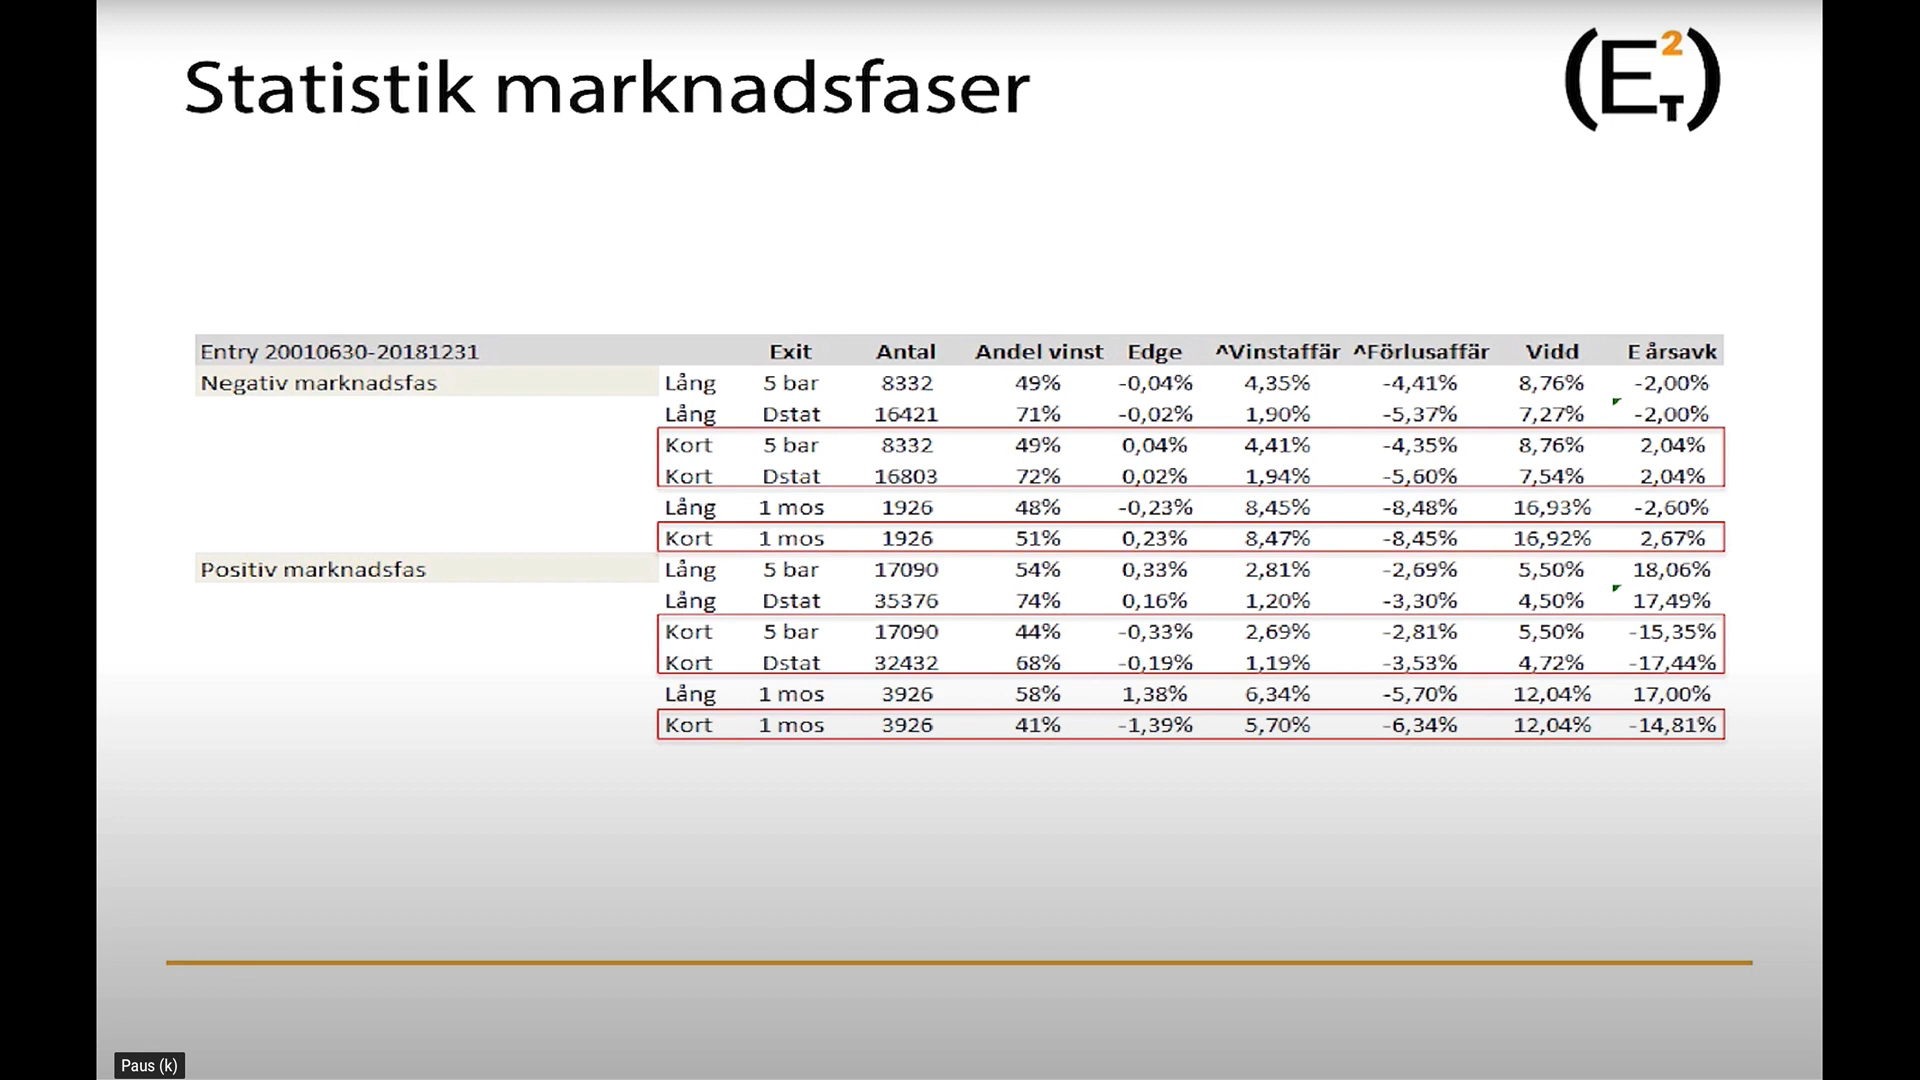 Statistik marknadsfaser
(E2T)
Entry 20010630-20181231 Exit Antal Andel vinst Edge ^Vinstaffär ^Förlusaffär Vidd E årsavk
Negativ marknadsfas Lång 5 bar 8332 49% -0,04% 4,35% -4,41% 8,76% -2,00%
Lång Dstat 16421 71% -0,02% 1,90% -5,37% 7,27% -2,00%
Kort 5 bar 8332 49% 0,04% 4,41% -4,35% 8,76% 2,04%
Kort Dstat 16803 72% 0,02% 1,94% -5,60% 7,54% 2,04%
Lång 1 mos 1926 48% -0,23% 8,45% -8,48% 16,93% -2,60%
Kort 1 mos 1926 51% 0,23% 8,47% -8,45% 16,92% 2,67%
Positiv marknadsfas Lång 5 bar 17090 54% 0,33% 2,81% -2,69% 5,50% 18,06%
Lång Dstat 35376 74% 0,16% 1,20% -3,30% 4,50% 17,49%
Kort 5 bar 17090 44% -0,33% 2,69% -2,81% 5,50% -15,35%
Kort Dstat 32432 68% -0,19% 1,19% -3,53% 4,72% -17,44%
Lång 1 mos 3926 58% 1,38% 6,34% -5,70% 12,04% 17,00%
Kort 1 mos 3926 41% -1,39% 5,70% -6,34% 12,04% -14,81%
Paus (k)